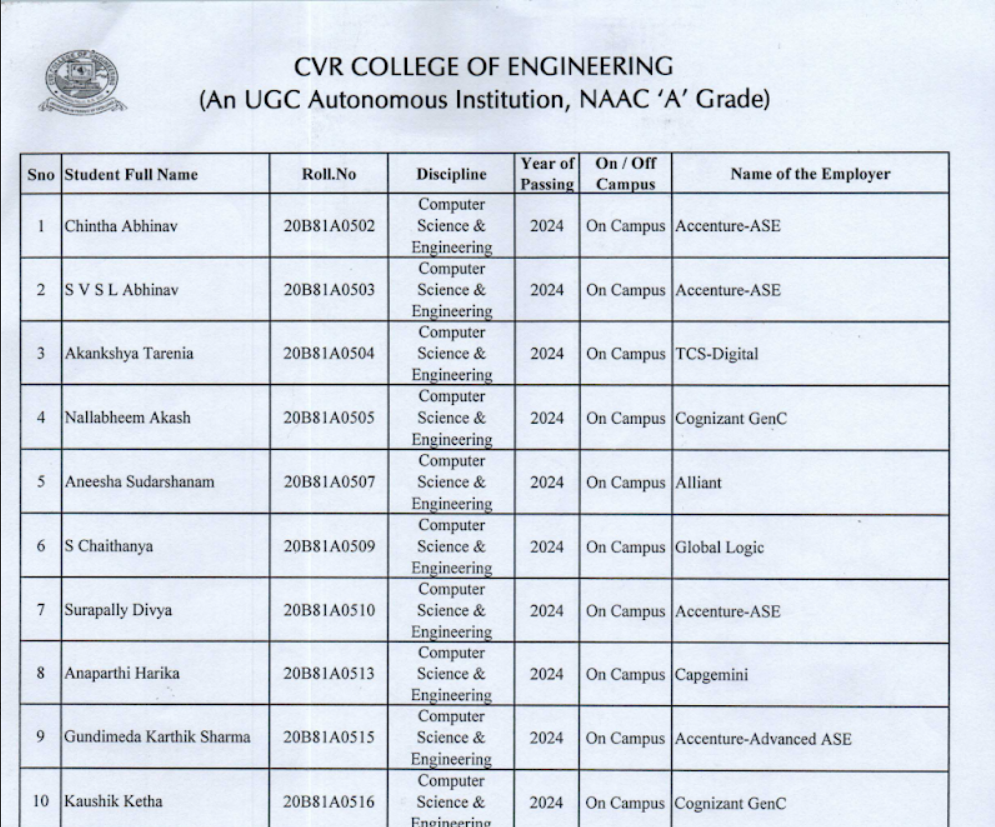 CVR COLLEGE OF ENGINEERING
(An UGC Autonomous Institution, NAAC ‘A’ Grade)
Sno Student Full Name Roll.No Discipline Year of Passing On / Off Campus Name of the Employer
1 Chintha Abhinav 20B81A0502 Computer Science & Engineering 2024 On Campus Accenture-ASE
2 S V S L Abhinav 20B81A0503 Computer Science & Engineering 2024 On Campus Accenture-ASE
3 Akankshya Tarenia 20B81A0504 Computer Science & Engineering 2024 On Campus TCS-Digital
4 Nallabheem Akash 20B81A0505 Computer Science & Engineering 2024 On Campus Cognizant GenC
5 Aneesha Sudarshanam 20B81A0507 Computer Science & Engineering 2024 On Campus Alliant
6 S Chaithanya 20B81A0509 Computer Science & Engineering 2024 On Campus Global Logic
7 Surapally Divya 20B81A0510 Computer Science & Engineering 2024 On Campus Accenture-ASE
8 Anaparthi Harika 20B81A0513 Computer Science & Engineering 2024 On Campus Capgemini
9 Gundimeda Karthik Sharma 20B81A0515 Computer Science & Engineering 2024 On Campus Accenture-Advanced ASE
10 Kaushik Ketha 20B81A0516 Computer Science & Engineering 2024 On Campus Cognizant GenC